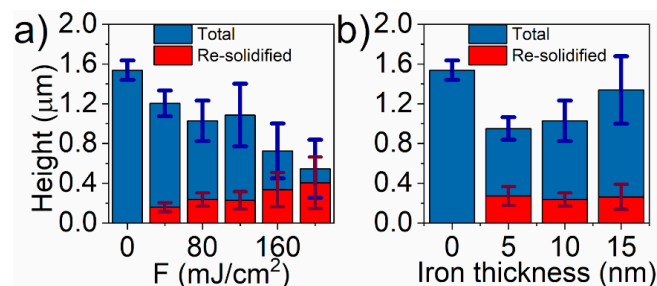 a)
Total
Re-solidified
Height (μm)
2.0
1.6
1.2
0.8
0.4
0.0
0 80 160
F (mJ/cm²)
b)
Total
Re-solidified
2.0
1.6
1.2
0.8
0.4
0.0
0 5 10 15
Iron thickness (nm)